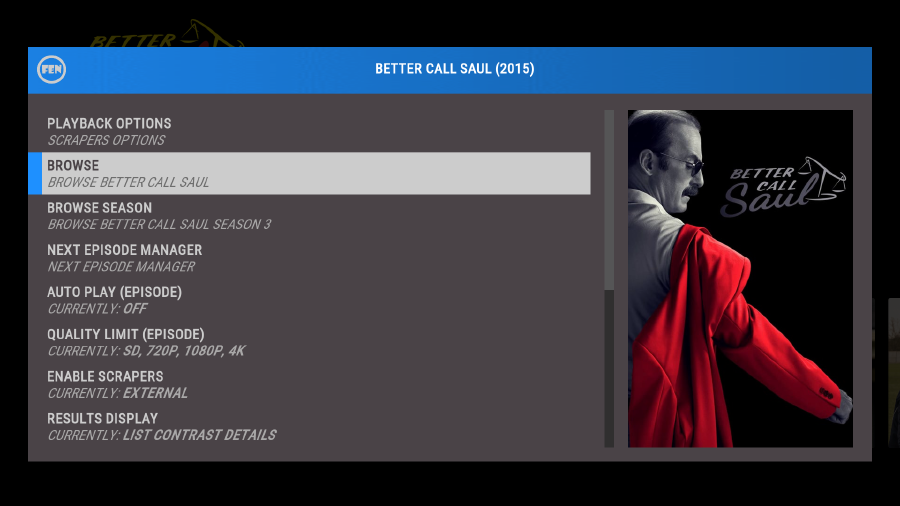 BETTER
FEN
BETTER CALL SAUL (2015)
PLAYBACK OPTIONS
SCRAPERS OPTIONS
BROWSE
BROWSE BETTER CALL SAUL
BROWSE SEASON
BROWSE BETTER CALL SAUL SEASON 3
NEXT EPISODE MANAGER
NEXT EPISODE MANAGER
AUTO PLAY (EPISODE)
CURRENTLY: OFF
QUALITY LIMIT (EPISODE)
CURRENTLY: SD, 720P, 1080P, 4K
ENABLE SCRAPERS
CURRENTLY: EXTERNAL
RESULTS DISPLAY
CURRENTLY: LIST CONTRAST DETAILS
BETTER
CALL
Saul